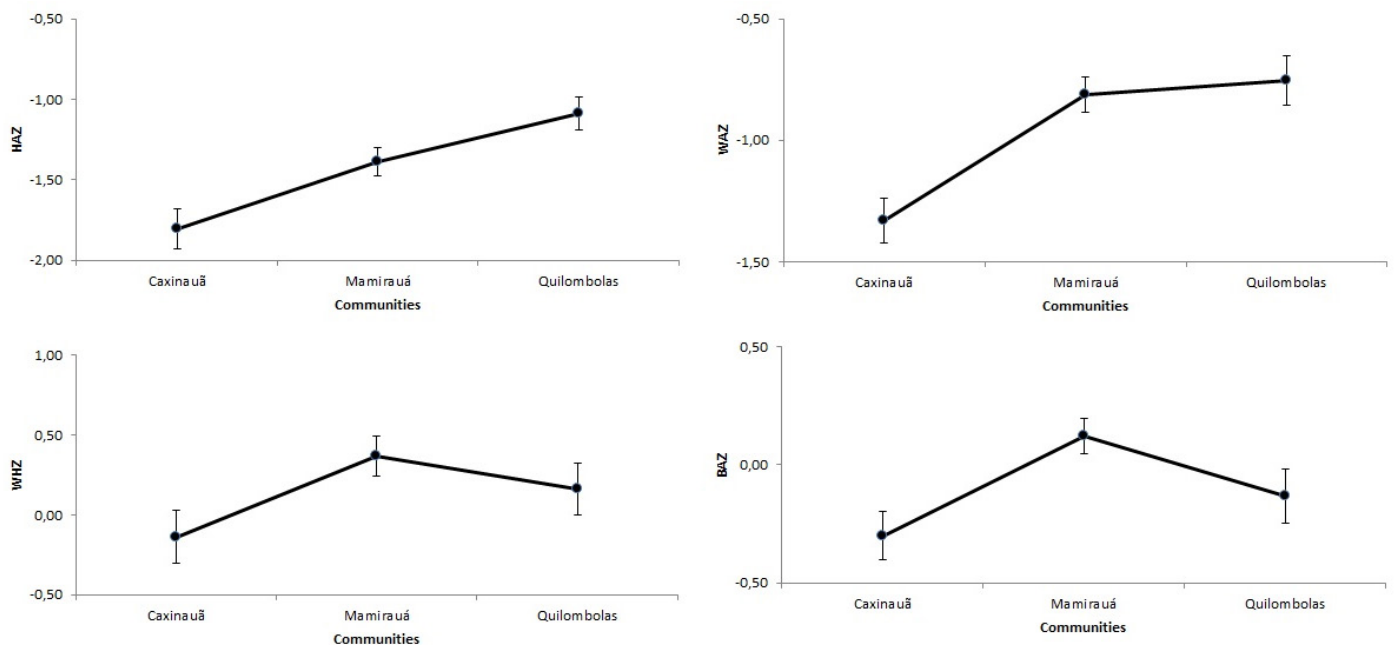 -0,50
-1,00
-1,50
-2,00
HAZ
Caxinauã Mamirauá Quilombolas
Communities
-0,50
-1,00
-1,50
WAZ
Caxinauã Mamirauá Quilombolas
Communities
1,00
0,50
0,00
-0,50
WHZ
Caxinauã Mamirauá Quilombolas
Communities
0,50
0,00
-0,50
BAZ
Caxinauã Mamirauá Quilombolas
Communities